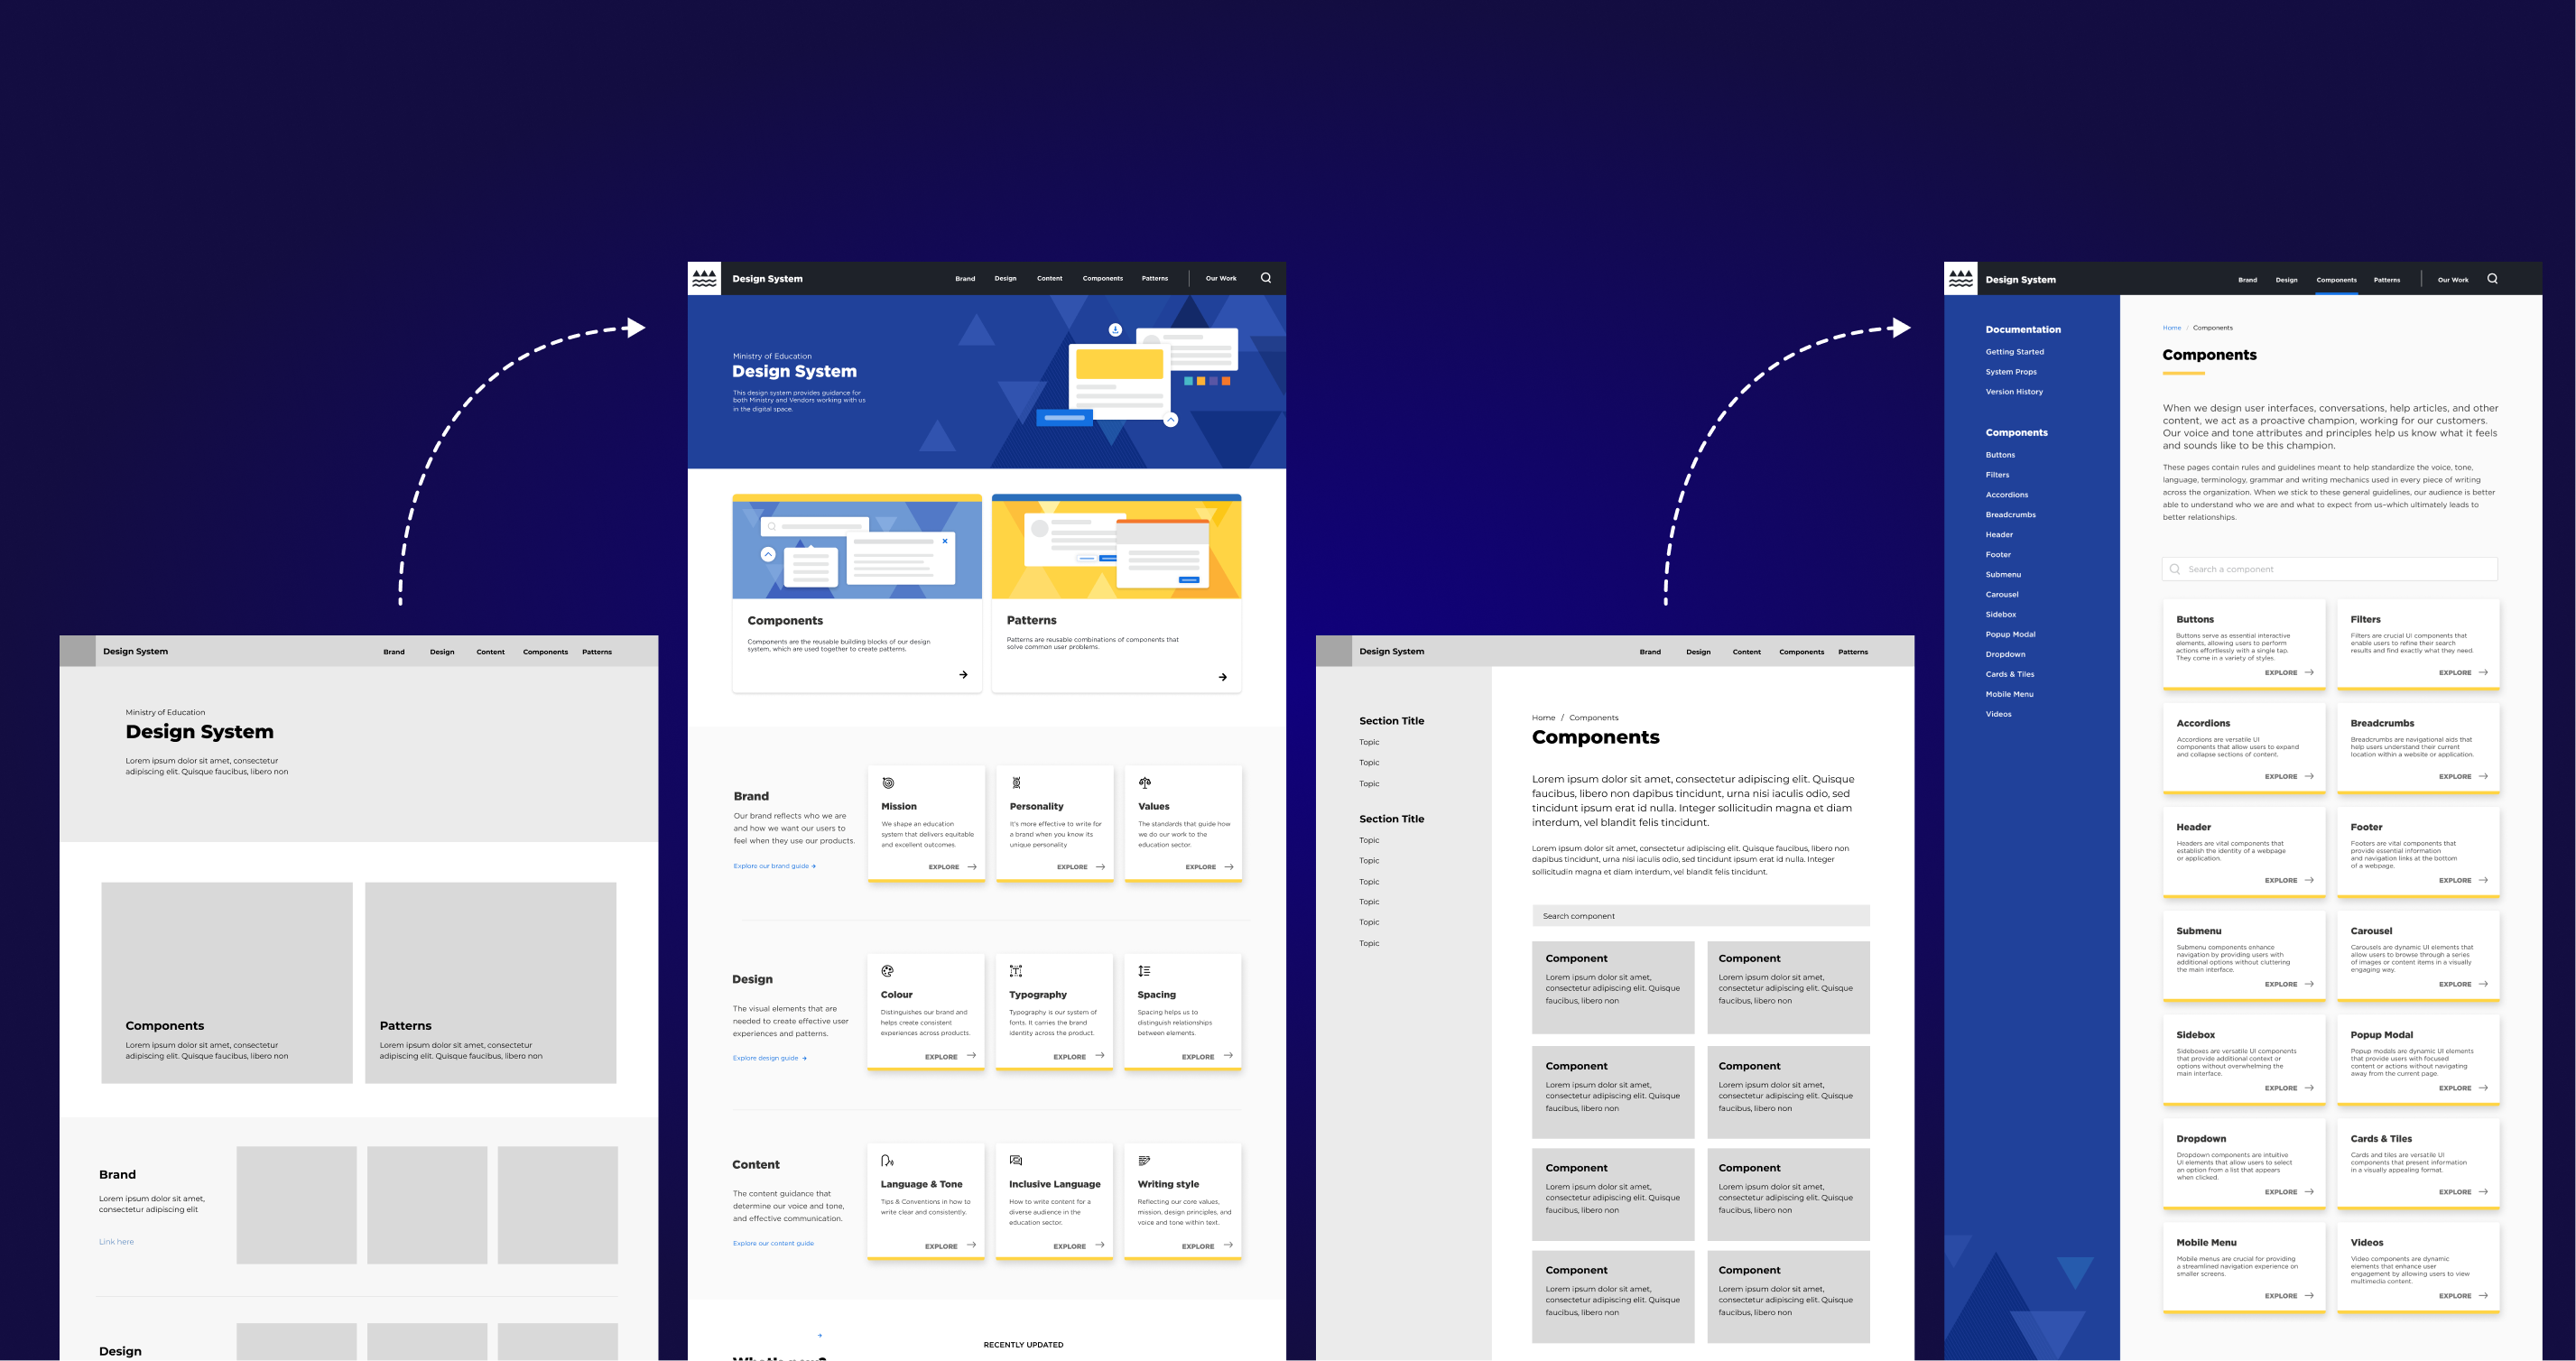 Design System
Brand
Design
Content
Components
Patterns
Ministry of Education
Design System
Lorem ipsum dolor sit amet, consectetur
adipiscing elit. Quisque faucibus, libero non
Components
Lorem ipsum dolor sit amet, consectetur
adipiscing elit. Quisque faucibus, libero non
Patterns
Lorem ipsum dolor sit amet, consectetur
adipiscing elit. Quisque faucibus, libero non
Brand
Lorem ipsum dolor sit amet,
consectetur adipiscing elit
Link here
Design
Design System
Brand
Design
Content
Components
Patterns
Our Work
Ministry of Education
Design System
This design system provides guidance for
both Ministry and Vendors working with us
in the digital space.
Components
Components are the reusable building blocks of our design
system, which are used together to create patterns.
Patterns
Patterns are reusable combinations of components that
solve common user problems.
Brand
Our brand reflects who we are
and how we want our users to
feel when they use our products.
Explore our brand guide
Mission
We shape an education
system that delivers equitable
and excellent outcomes.
EXPLORE
Personality
It's more effective to write for
a brand when you know its
unique personality
EXPLORE
Values
The standards that guide how
we do our work to the
education sector.
EXPLORE
Design
The visual elements that are
needed to create effective user
experiences and patterns.
Explore design guide
Colour
Distinguishes our brand and
helps create consistent
experiences across products.
EXPLORE
Typography
Typography is our system of
fonts. It carries the brand
identity across the product.
EXPLORE
Spacing
Spacing helps us to
distinguish relationships
between elements.
EXPLORE
Content
The content guidance that
determine our voice and tone,
and effective communication.
Explore our content guide
Language & Tone
Tips & Conventions in how to
write clear and consistently.
EXPLORE
Inclusive Language
How to write content for a
diverse audience in the
education sector.
EXPLORE
Writing style
Reflecting our core values,
mission, design principles, and
voice and tone within text.
EXPLORE
What's new?
RECENTLY UPDATED
Design System
Brand
Design
Content
Components
Patterns
Section Title
Topic
Topic
Topic
Section Title
Topic
Topic
Topic
Topic
Topic
Topic
Home / Components
Components
Lorem ipsum dolor sit amet, consectetur adipiscing elit. Quisque
faucibus, libero non dapibus tincidunt, urna nisi iaculis odio, sed
tincidunt ipsum erat id nulla. Integer sollicitudin magna et diam
interdum, vel blandit felis tincidunt.
Lorem ipsum dolor sit amet, consectetur adipiscing elit. Quisque faucibus, libero non
dapibus tincidunt, urna nisi iaculis odio, sed tincidunt ipsum erat id nulla. Integer
sollicitudin magna et diam interdum, vel blandit felis tincidunt.
Search component
Component
Lorem ipsum dolor sit amet,
consectetur adipiscing elit. Quisque
faucibus, libero non
Component
Lorem ipsum dolor sit amet,
consectetur adipiscing elit. Quisque
faucibus, libero non
Component
Lorem ipsum dolor sit amet,
consectetur adipiscing elit. Quisque
faucibus, libero non
Component
Lorem ipsum dolor sit amet,
consectetur adipiscing elit. Quisque
faucibus, libero non
Component
Lorem ipsum dolor sit amet,
consectetur adipiscing elit. Quisque
faucibus, libero non
Component
Lorem ipsum dolor sit amet,
consectetur adipiscing elit. Quisque
faucibus, libero non
Component
Lorem ipsum dolor sit amet,
consectetur adipiscing elit. Quisque
faucibus, libero non
Component
Lorem ipsum dolor sit amet,
consectetur adipiscing elit. Quisque
faucibus, libero non
Design System
Brand
Design
Components
Patterns
Our Work
Documentation
Getting Started
System Props
Version History
Components
Buttons
Filters
Accordions
Breadcrumbs
Header
Footer
Submenu
Carousel
Sidebox
Popup Modal
Dropdown
Cards & Tiles
Mobile Menu
Videos
Home / Components
Components
When we design user interfaces, conversations, help articles, and other
content, we act as a proactive champion, working for our customers.
Our voice and tone attributes and principles help us know what it feels
and sounds like to be this champion.
These pages contain rules and guidelines meant to help standardize the voice, tone,
language, terminology, grammar and writing mechanics used in every piece of writing
across the organization. When we stick to these general guidelines, our audience is better
able to understand who we are and what to expect from us–which ultimately leads to
better relationships.
Search a component
Buttons
Buttons serve as essential interactive
elements, allowing users to perform
actions effortlessly with a single tap.
They come in a variety of styles.
EXPLORE
Filters
Filters are crucial UI components that
enable users to refine their search
results and find exactly what they need.
EXPLORE
Accordions
Accordions are versatile UI
components that allow users to expand
and collapse sections of content.
EXPLORE
Breadcrumbs
Breadcrumbs are navigational aids that
help users understand their current
location within a website or application.
EXPLORE
Header
Headers are vital components that
establish the identity of a webpage
or application.
EXPLORE
Footer
Footers are vital components that
provide essential information
and navigation links at the bottom
of a webpage.
EXPLORE
Submenu
Submenu components enhance
navigation by providing users with
additional options without cluttering
the main interface.
EXPLORE
Carousel
Carousels are dynamic UI elements that
allow users to browse through a series
of images or content items in a visually
engaging way.
EXPLORE
Sidebox
Sideboxes are versatile UI components
that provide additional context or
options without overwhelming the
main interface.
EXPLORE
Popup Modal
Popup modals are dynamic UI elements
that provide users with focused
content or actions without navigating
away from the current page.
EXPLORE
Dropdown
Dropdown components are intuitive
UI elements that allow users to select
an option from a list that appears
when clicked.
EXPLORE
Cards & Tiles
Cards and tiles are versatile UI
components that present information
in a visually appealing format.
EXPLORE
Mobile Menu
Mobile menus are crucial for providing
a streamlined navigation experience on
smaller screens.
EXPLORE
Videos
Video components are dynamic
elements that enhance user
engagement by allowing users to view
multimedia content.
EXPLORE